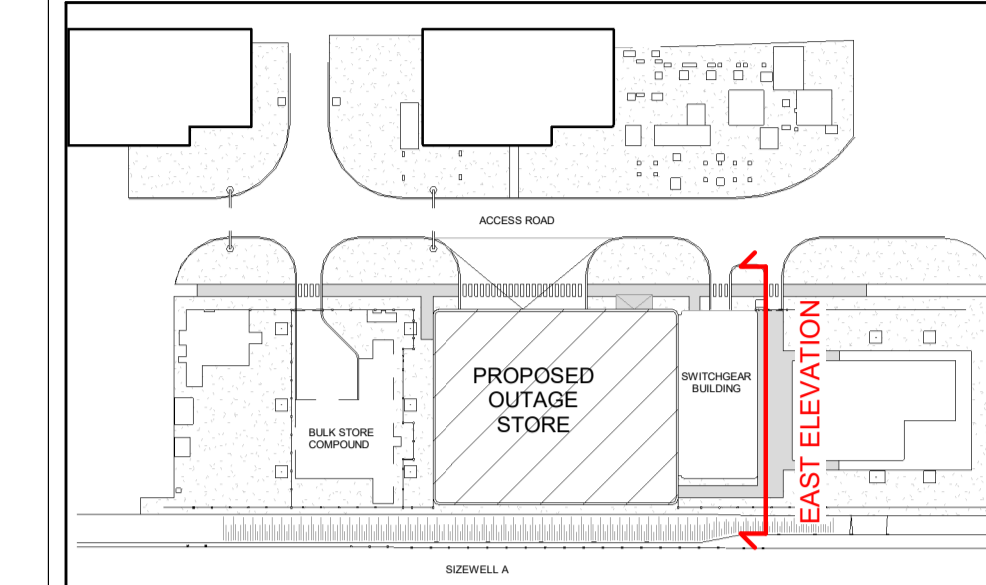 ACCESS ROAD
PROPOSED
OUTAGE
STORE
SWITCHGEAR
BUILDING
EAST ELEVATION
BULK STORE
COMPOUND
SIZEWELL A